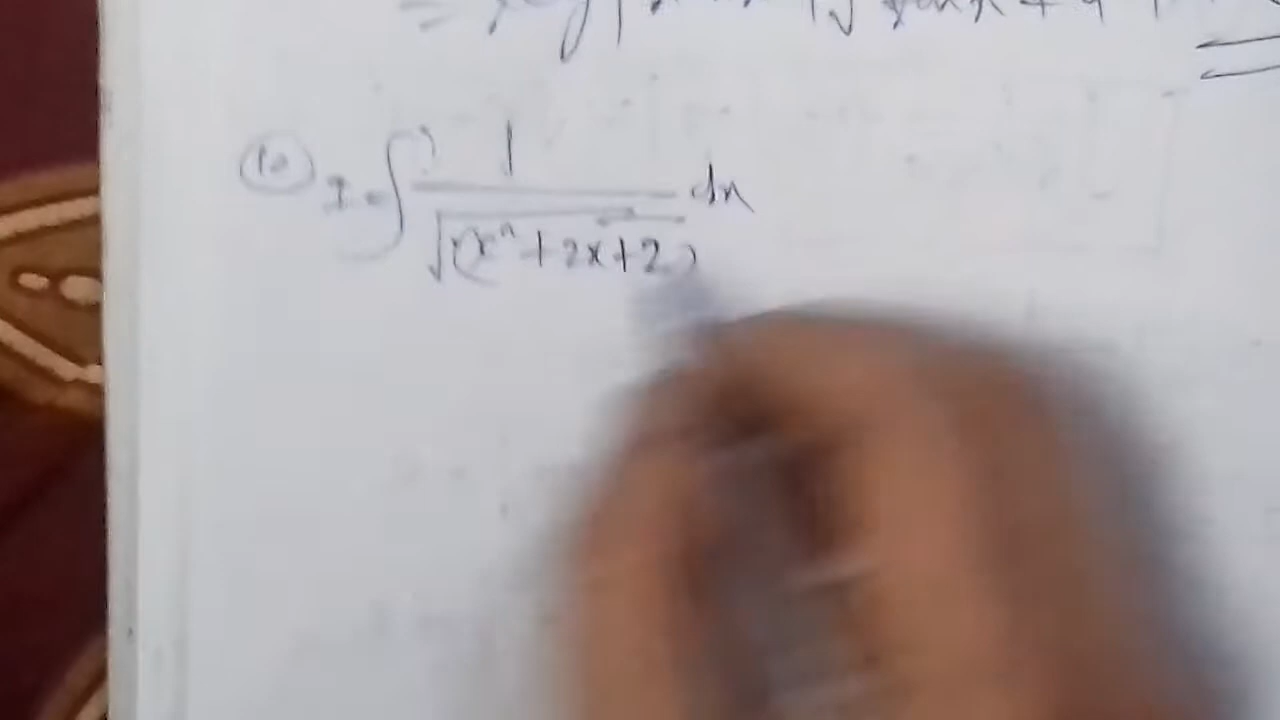 (10) I = ∫ 1 / √(x² + 2x + 2) dx